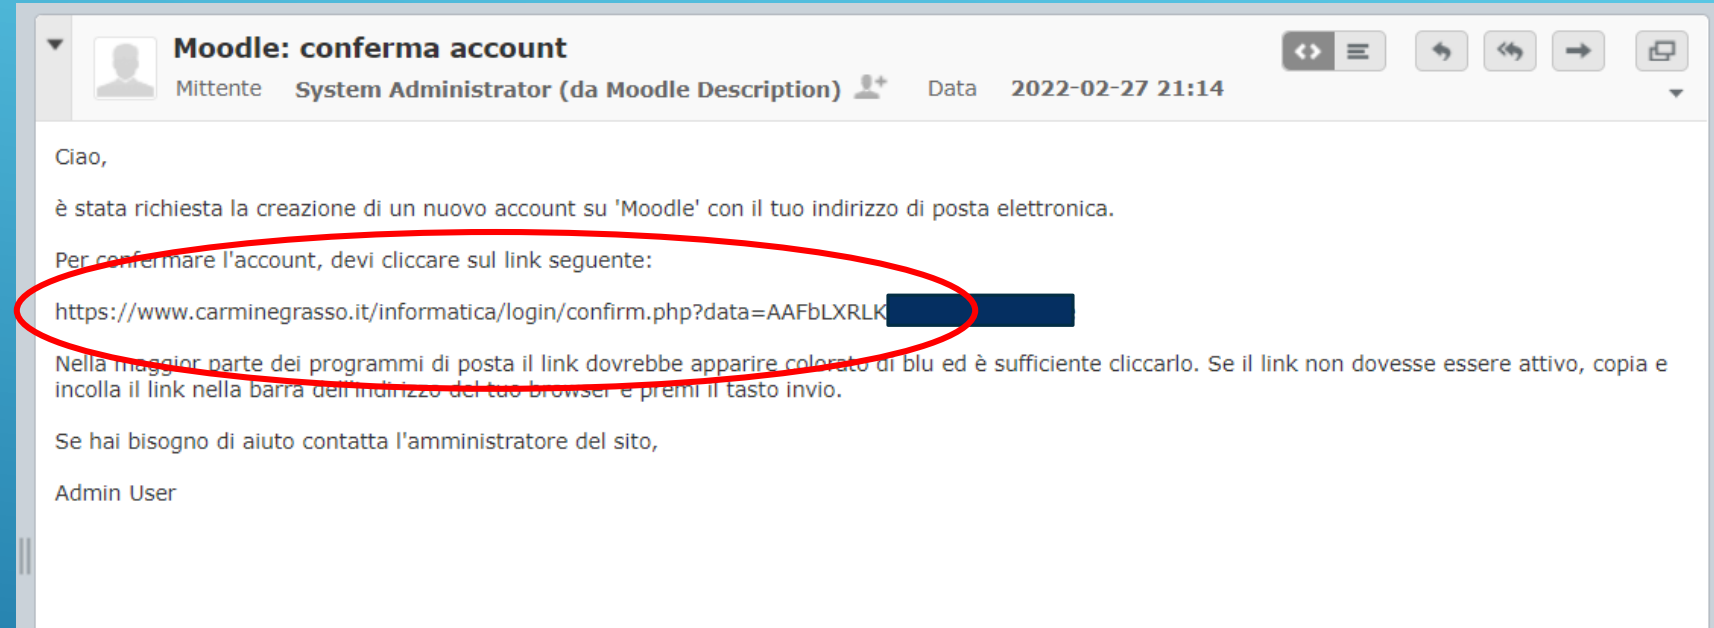 Moodle: conferma account
Mittente System Administrator (da Moodle Description) Data 2022-02-27 21:14
Ciao,
è stata richiesta la creazione di un nuovo account su 'Moodle' con il tuo indirizzo di posta elettronica.
Per confermare l'account, devi cliccare sul link seguente:
https://www.carminegrasso.it/informatica/login/confirm.php?data=AAFbLXRLK
Nella maggior parte dei programmi di posta il link dovrebbe apparire colorato di blu ed è sufficiente cliccarlo. Se il link non dovesse essere attivo, copia e
incolla il link nella barra dell'indirizzo del tuo browser e premi il tasto invio.
Se hai bisogno di aiuto contatta l'amministratore del sito,
Admin User